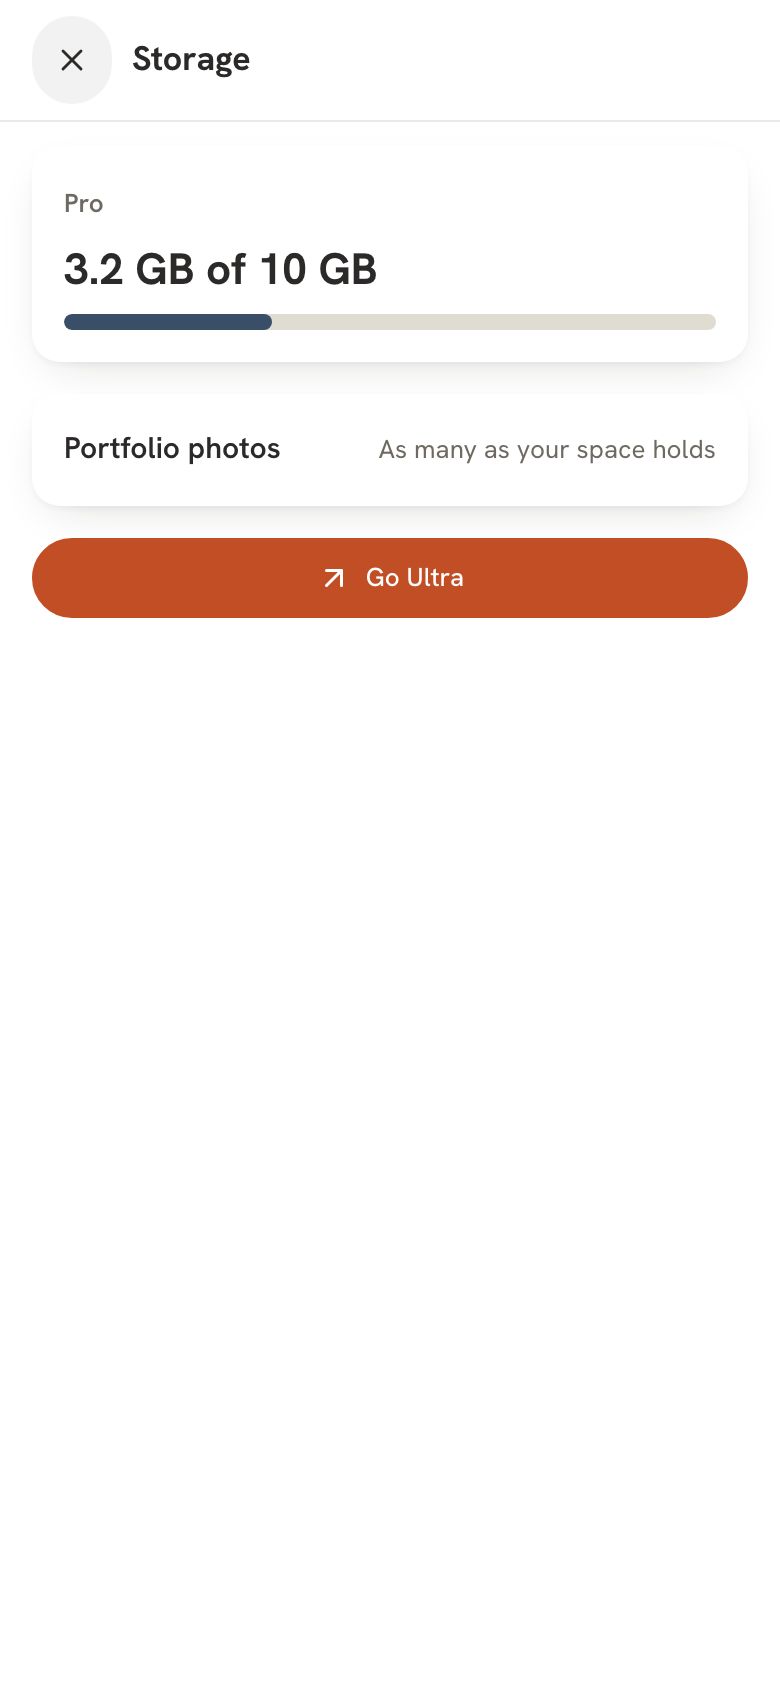 Storage
Pro
3.2 GB of 10 GB
Portfolio photos As many as your space holds
Go Ultra